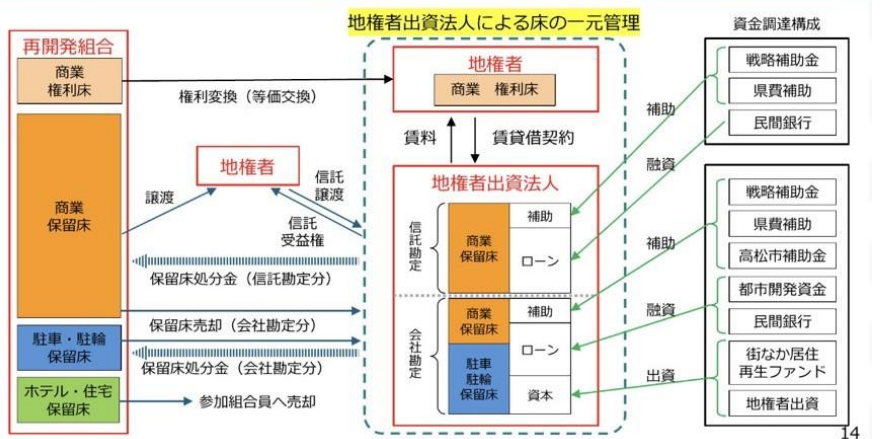 地権者出資法人による床の一元管理
再開発組合
商業
権利床
商業
保留床
駐車・駐輪
保留床
ホテル・住宅
保留床
権利変換（等価交換）
地権者
譲渡
信託
譲渡
信託
受益権
保留床処分金（信託勘定分）
保留床売却（会社勘定分）
保留床処分金（会社勘定分）
参加組合員へ売却
地権者
商業　権利床
賃料
賃貸借契約
地権者出資法人
信託勘定
商業
保留床
補助
ローン
会社勘定
商業
保留床
駐車
駐輪
保留床
補助
ローン
資本
資金調達構成
補助
戦略補助金
県費補助
融資
民間銀行
補助
戦略補助金
県費補助
高松市補助金
融資
都市開発資金
民間銀行
出資
街なか居住
再生ファンド
地権者出資
14